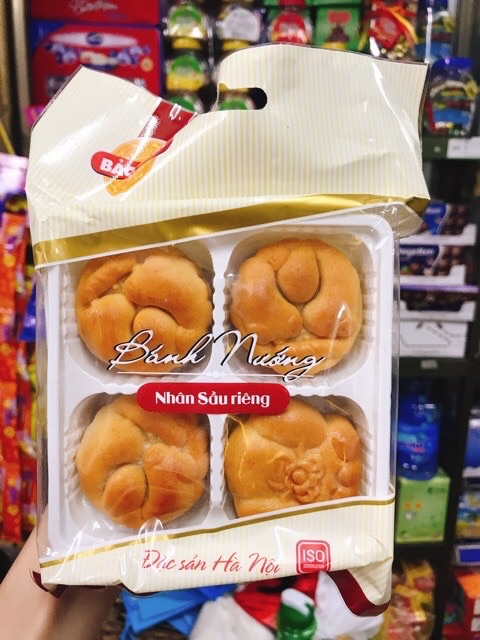 BẢO
Bánh Nướng
Nhân Sầu riêng
Đặc sản Hà Nội
ISO